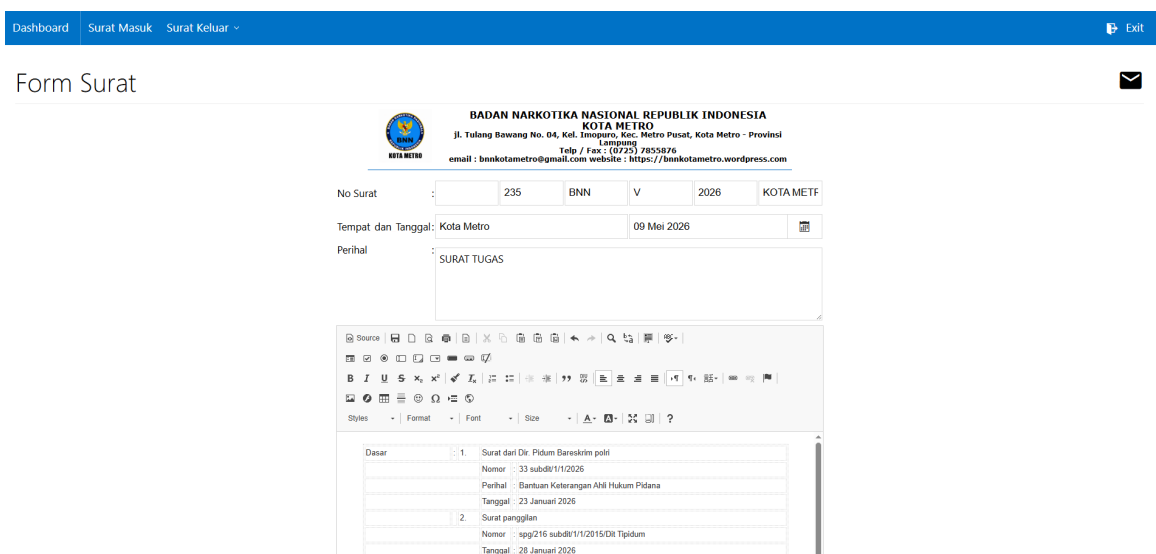 Dashboard Surat Masuk Surat Keluar Exit
Form Surat
BNN
KOTA METRO
BADAN NARKOTIKA NASIONAL REPUBLIK INDONESIA
KOTA METRO
jl. Tulang Bawang No. 04, Kel. Imopuro, Kec. Metro Pusat, Kota Metro - Provinsi
Lampung
Telp / Fax : (0725) 7855876
email : bnnkotametro@gmail.com website : https://bnnkotametro.wordpress.com
No Surat : 235 BNN V 2026 KOTA METF
Tempat dan Tanggal: Kota Metro 09 Mei 2026
Perihal :
SURAT TUGAS
Source
B I U S x₂ x² Iₓ
Styles Format Font Size A A ?
Dasar : 1. Surat dari Dir. Pidum Bareskrim polri
Nomor : 33 subdit/1/1/2026
Perihal : Bantuan Keterangan Ahli Hukum Pidana
Tanggal : 23 Januari 2026
2. Surat panggilan
Nomor : spg/216 subdit/1/1/2015/Dit Tipidum
Tanggal : 28 Januari 2026